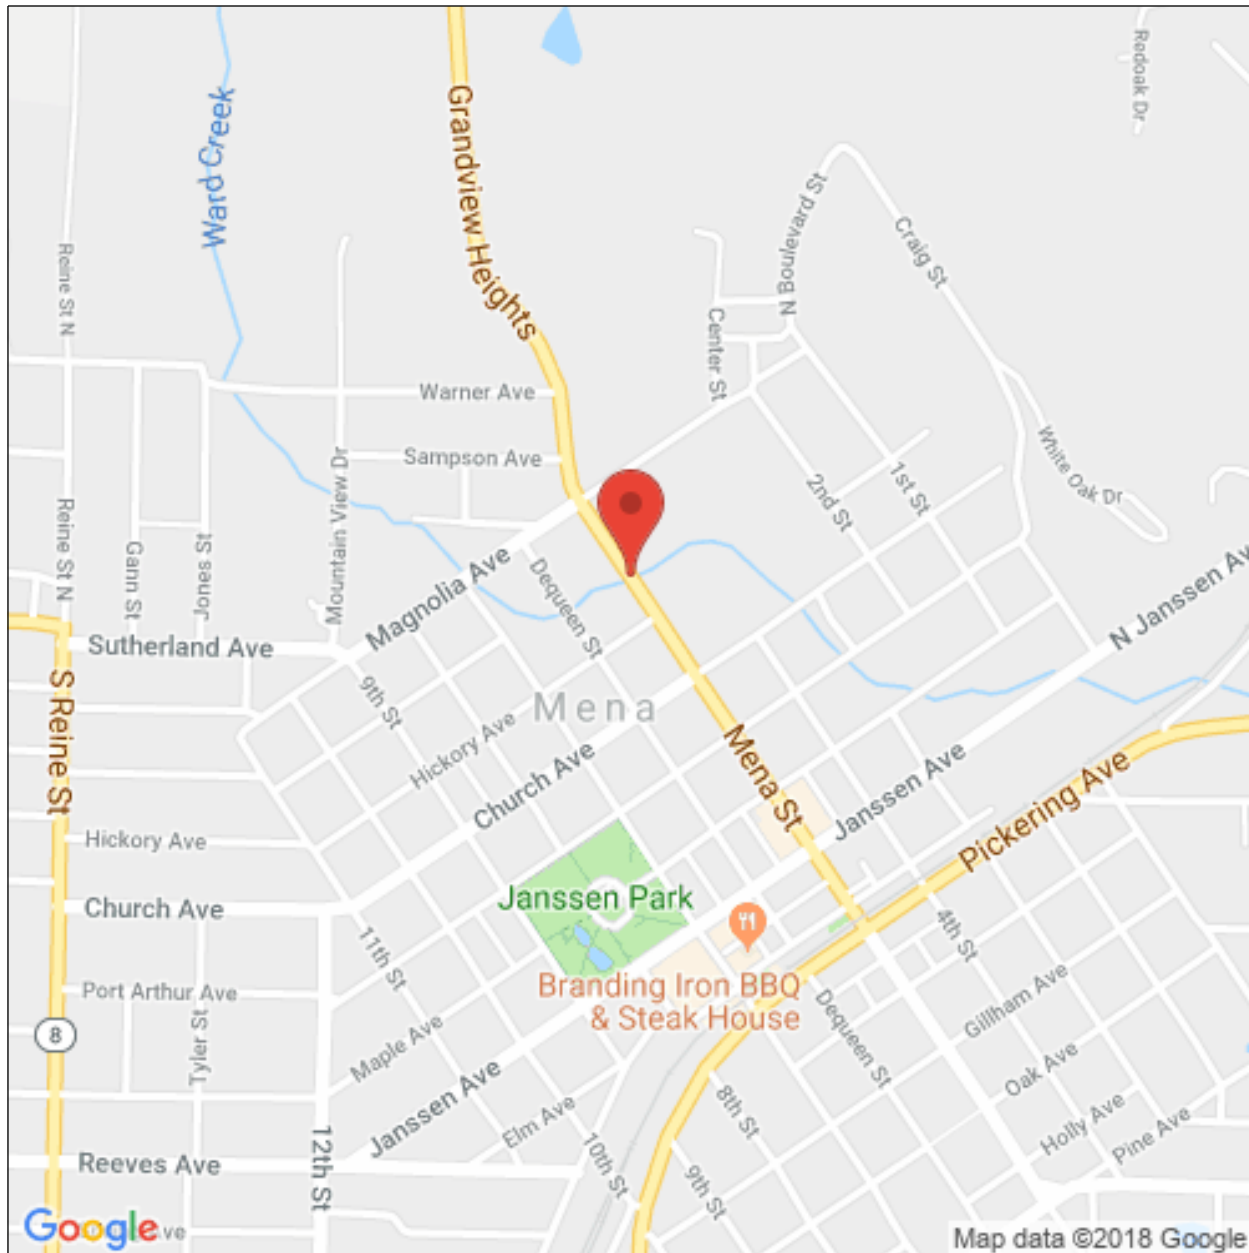 Redoak Dr
Ward Creek
Grandview Heights
N Boulevard St
Craig St
Reine St N
Center St
Warner Ave
Sampson Ave
Mountain View Dr
White Oak Dr
1st St
2nd St
Reine St N
Gann St
Jones St
Magnolia Ave
Dequeen St
N Janssen Av
Sutherland Ave
9th St
S Reine St
Mena
Hickory Ave
Church Ave
Mena St
Janssen Ave
Pickering Ave
Hickory Ave
Janssen Park
Church Ave
4th St
11th St
Branding Iron BBQ
& Steak House
Port Arthur Ave
Gillham Ave
8
Tyler St
Maple Ave
Dequeen St
Oak Ave
Janssen Ave
Elm Ave
8th St
Holly Ave
Pine Ave
Reeves Ave
12th St
10th St
9th St
Google
ve
Map data ©2018 Google